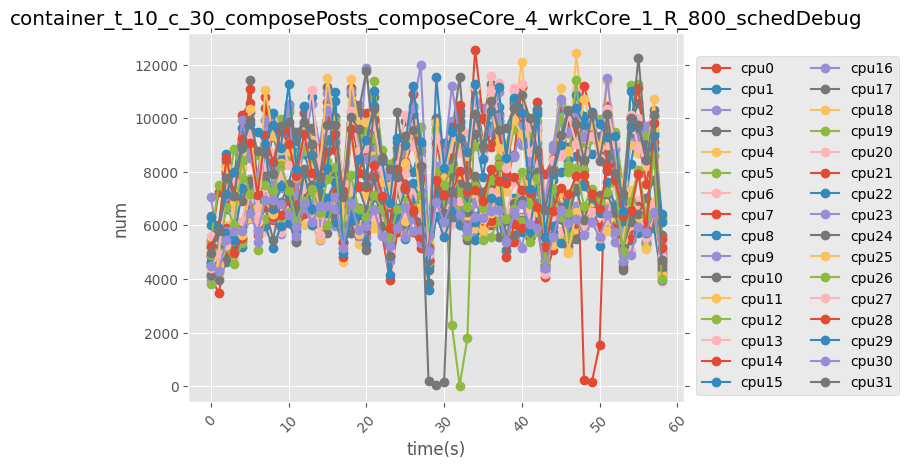 container_t_10_c_30_composePosts_composeCore_4_wrkCore_1_R_800_schedDebug
12000
10000
8000
6000
4000
2000
0
num
0 10 20 30 40 50 60
time(s)
cpu0 cpu16
cpu1 cpu17
cpu2 cpu18
cpu3 cpu19
cpu4 cpu20
cpu5 cpu21
cpu6 cpu22
cpu7 cpu23
cpu8 cpu24
cpu9 cpu25
cpu10 cpu26
cpu11 cpu27
cpu12 cpu28
cpu13 cpu29
cpu14 cpu30
cpu15 cpu31